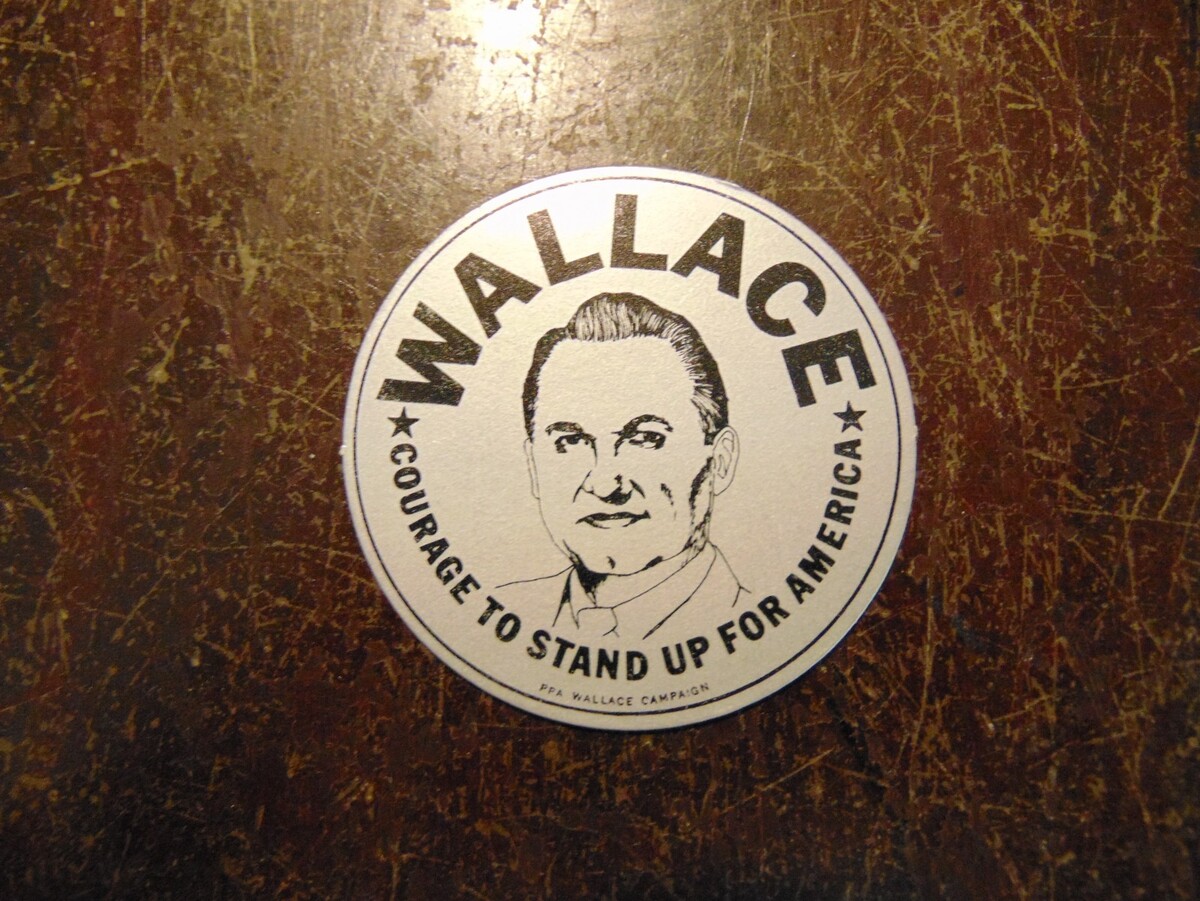 WALLACE
★COURAGE TO STAND UP FOR AMERICA★
PPA WALLACE CAMPAIGN